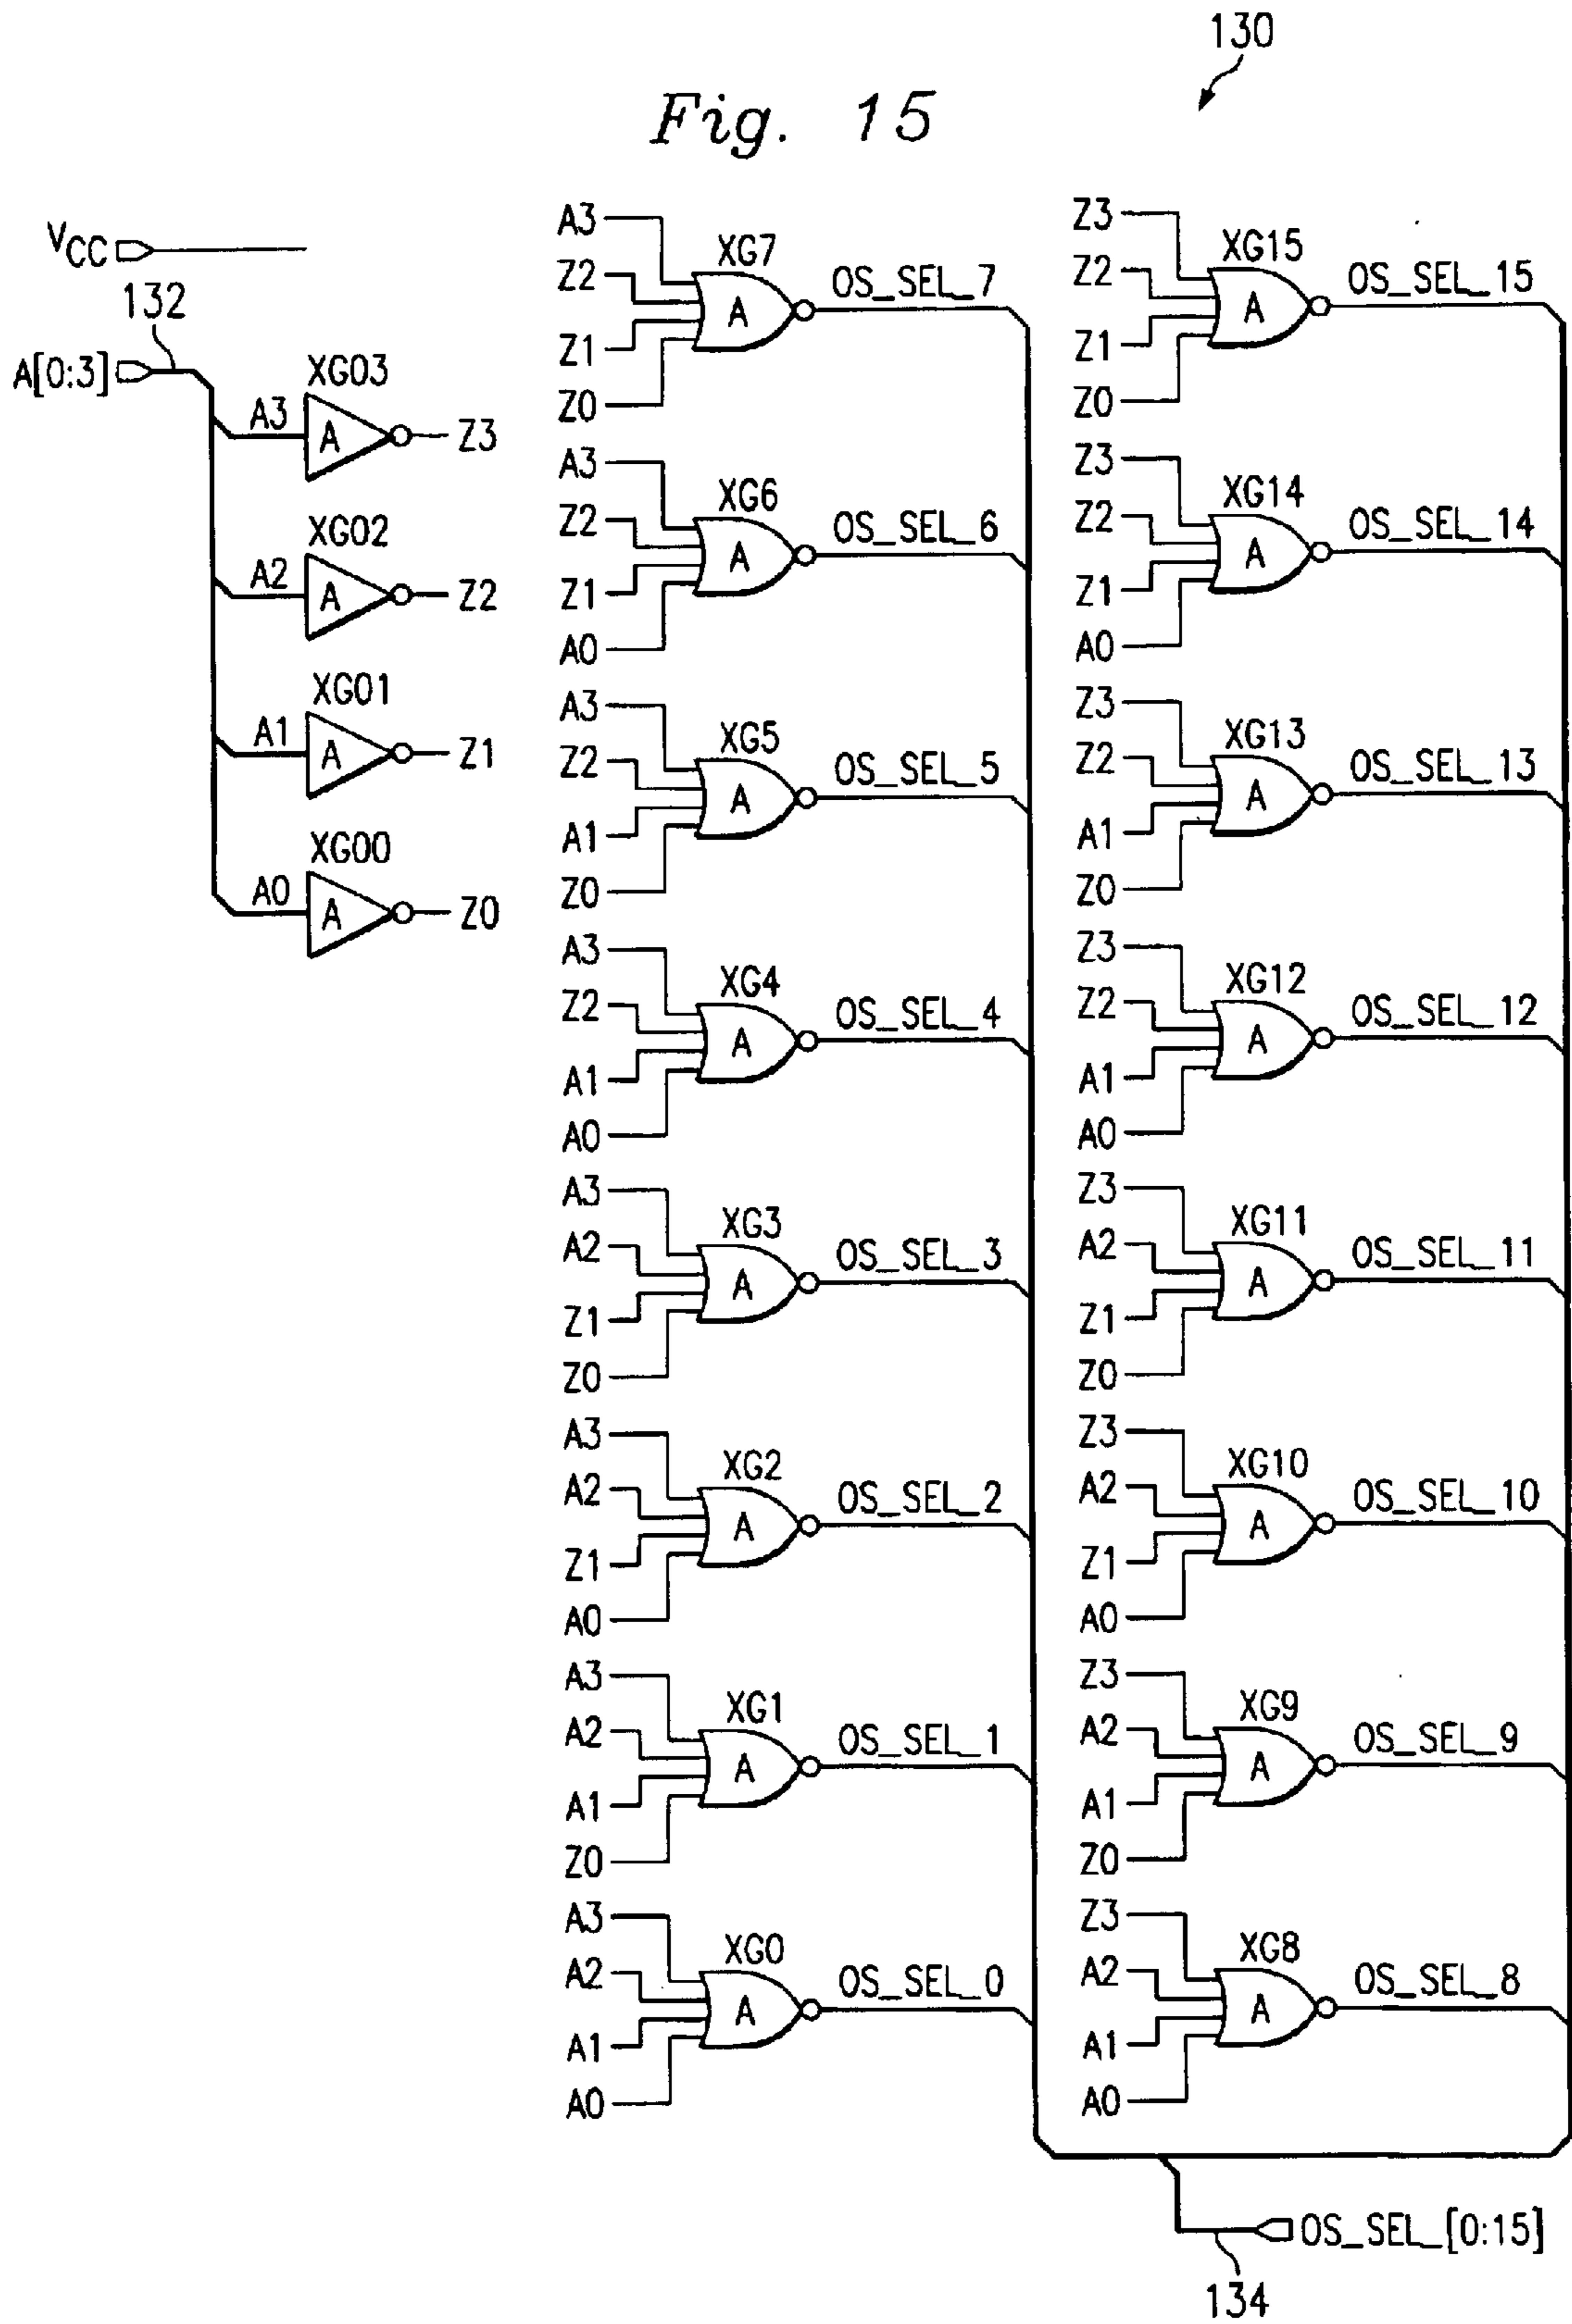 130
Fig. 15
VCC
132
A[0:3]
A3
XG03
A
Z3
A2
XG02
A
Z2
A1
XG01
A
Z1
A0
XG00
A
Z0
A3
Z2
Z1
Z0
XG7
A
OS_SEL_7
A3
Z2
Z1
A0
XG6
A
OS_SEL_6
A3
Z2
A1
Z0
XG5
A
OS_SEL_5
A3
Z2
A1
A0
XG4
A
OS_SEL_4
A3
A2
Z1
Z0
XG3
A
OS_SEL_3
A3
A2
Z1
A0
XG2
A
OS_SEL_2
A3
A2
A1
Z0
XG1
A
OS_SEL_1
A3
A2
A1
A0
XG0
A
OS_SEL_0
Z3
Z2
Z1
Z0
XG15
A
OS_SEL_15
Z3
Z2
Z1
A0
XG14
A
OS_SEL_14
Z3
Z2
A1
Z0
XG13
A
OS_SEL_13
Z3
Z2
A1
A0
XG12
A
OS_SEL_12
Z3
A2
Z1
Z0
XG11
A
OS_SEL_11
Z3
A2
Z1
A0
XG10
A
OS_SEL_10
Z3
A2
A1
Z0
XG9
A
OS_SEL_9
Z3
A2
A1
A0
XG8
A
OS_SEL_8
OS_SEL_[0:15]
134